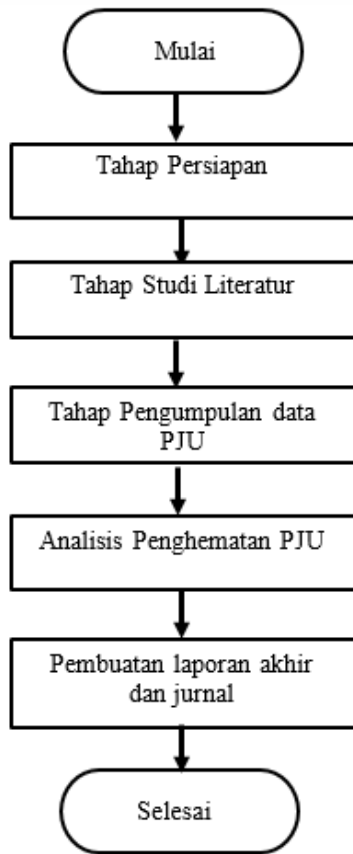 Mulai
Tahap Persiapan
Tahap Studi Literatur
Tahap Pengumpulan data
PJU
Analisis Penghematan PJU
Pembuatan laporan akhir
dan jurnal
Selesai